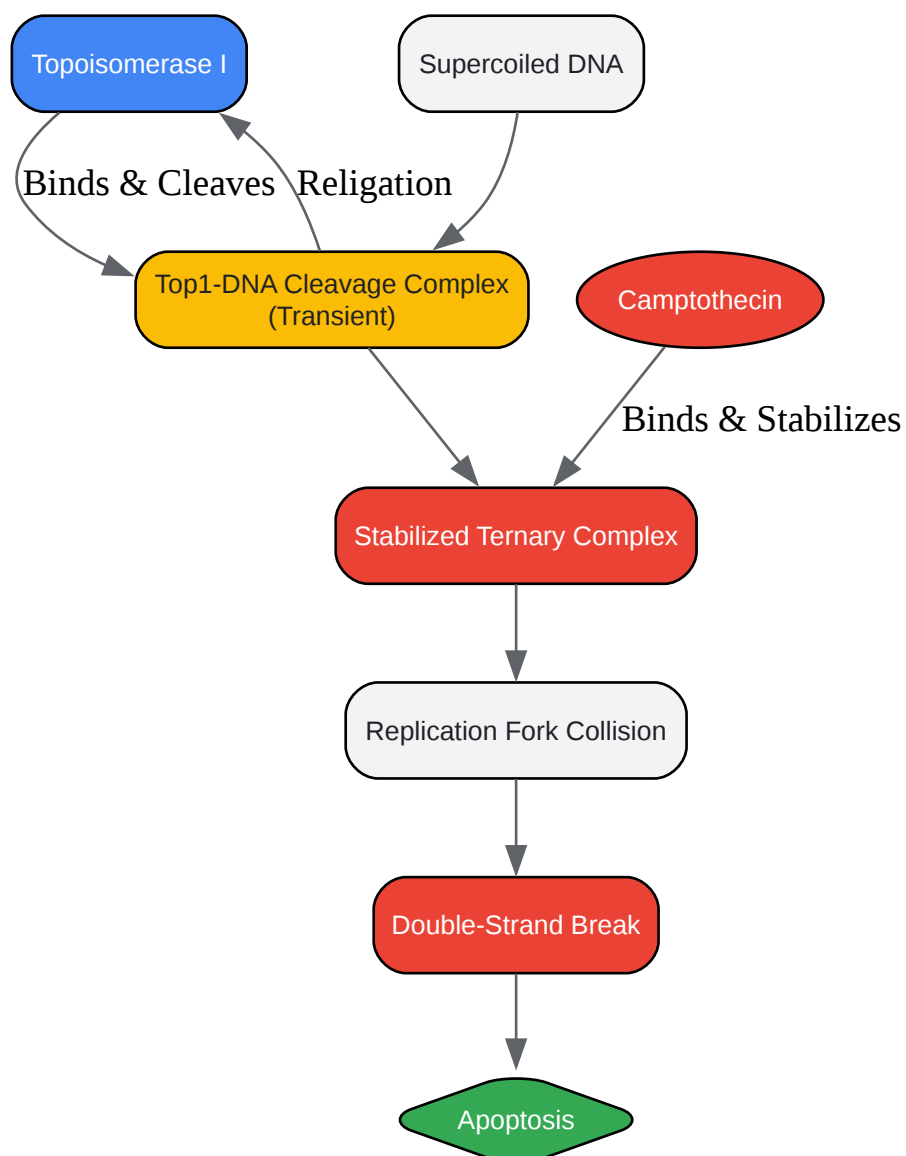 Topoisomerase I
Supercoiled DNA
Binds & Cleaves
Religation
Top1-DNA Cleavage Complex
(Transient)
Camptothecin
Binds & Stabilizes
Stabilized Ternary Complex
Replication Fork Collision
Double-Strand Break
Apoptosis